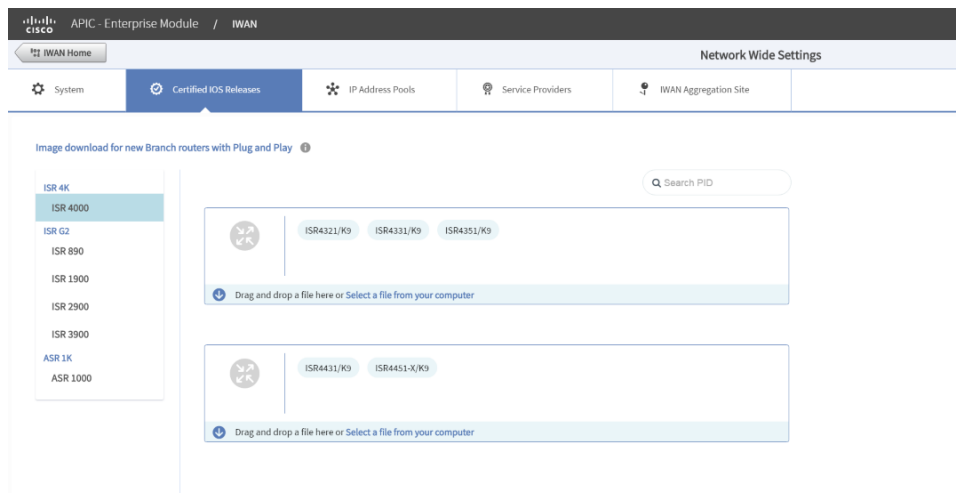 CISCO APIC - Enterprise Module / IWAN
IWAN Home
Network Wide Settings
System Certified IOS Releases IP Address Pools Service Providers IWAN Aggregation Site
Image download for new Branch routers with Plug and Play
Search PID
ISR 4K
ISR 4000
ISR G2
ISR 890
ISR 1900
ISR 2900
ISR 3900
ASR 1K
ASR 1000
ISR4321/K9 ISR4331/K9 ISR4351/K9
Drag and drop a file here or Select a file from your computer
ISR4431/K9 ISR4451-X/K9
Drag and drop a file here or Select a file from your computer